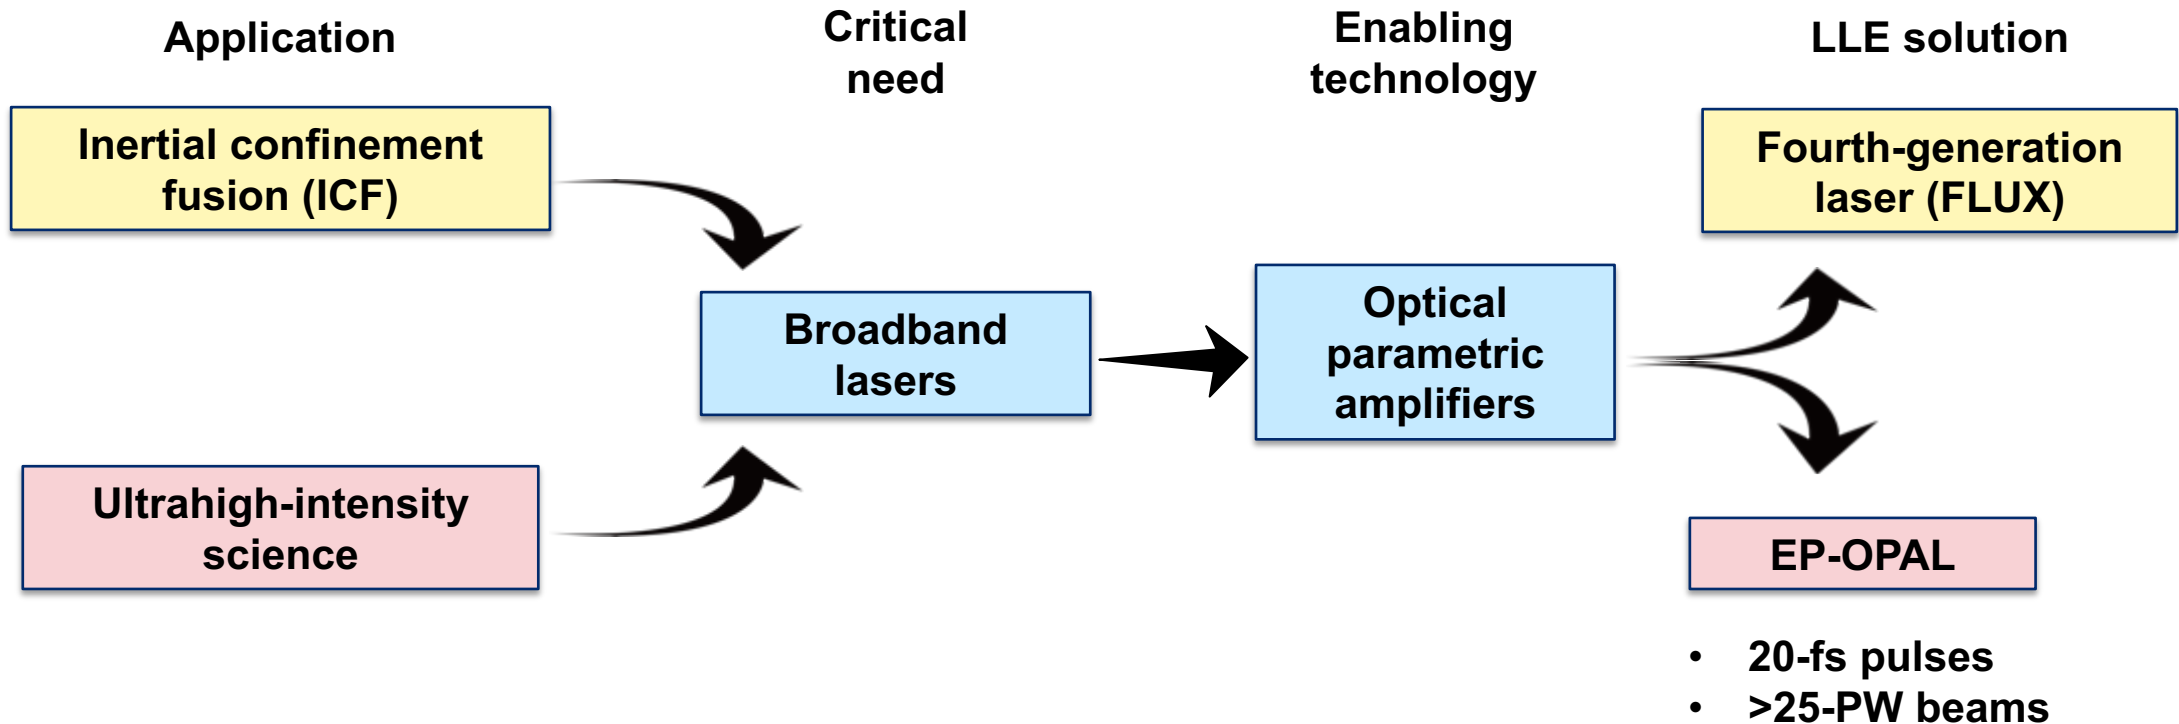 Application
Critical
need
Enabling
technology
LLE solution
Inertial confinement
fusion (ICF)
Fourth-generation
laser (FLUX)
Broadband
lasers
Optical
parametric
amplifiers
Ultrahigh-intensity
science
EP-OPAL
• 20-fs pulses
• >25-PW beams